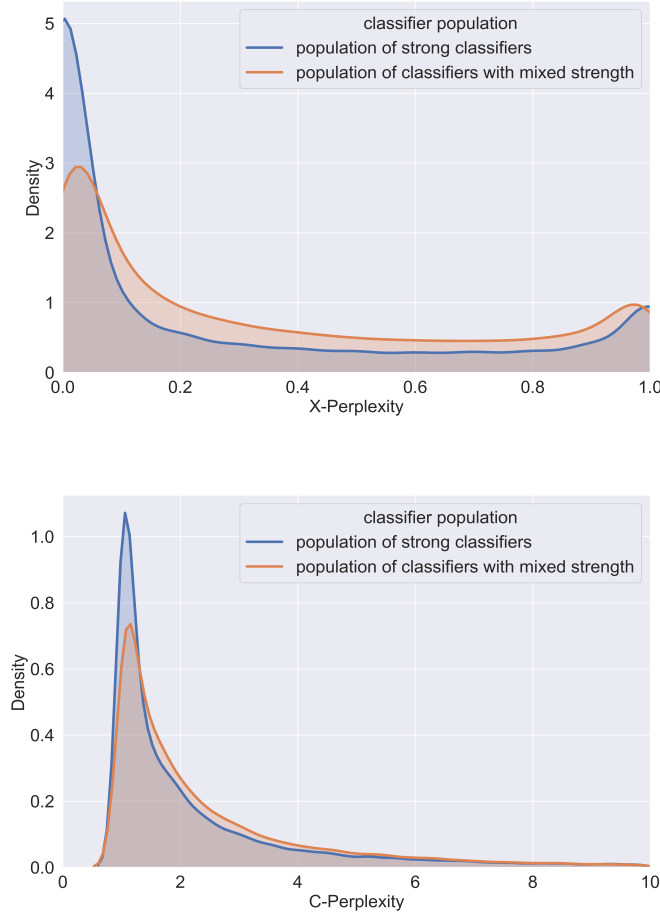 classifier population
population of strong classifiers
population of classifiers with mixed strength
Density
5
4
3
2
1
0
0.0 0.2 0.4 0.6 0.8 1.0
X-Perplexity
classifier population
population of strong classifiers
population of classifiers with mixed strength
Density
1.0
0.8
0.6
0.4
0.2
0.0
0 2 4 6 8 10
C-Perplexity